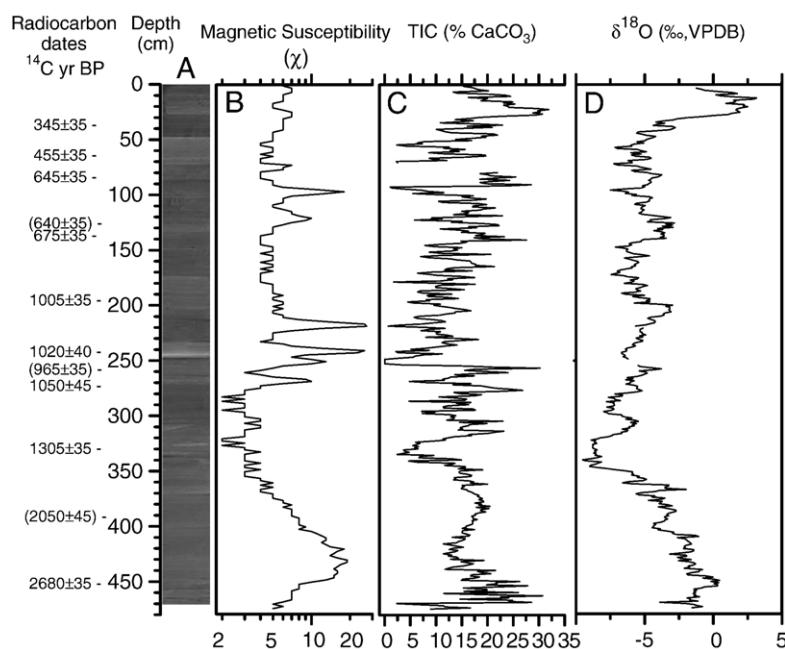 Radiocarbon dates ¹⁴C yr BP
Depth (cm)
Magnetic Susceptibility (χ)
TIC (% CaCO₃)
δ¹⁸O (‰,VPDB)
A
B
C
D
0
345±35 -
50
455±35 -
645±35 -
100
(640±35) -
675±35 -
150
1005±35 -
200
1020±40 -
250
(965±35) -
1050±45 -
300
1305±35 -
350
(2050±45) -
400
2680±35 -
450
2 5 10 20
0 5 10 15 20 25 30 35
-5 0 5